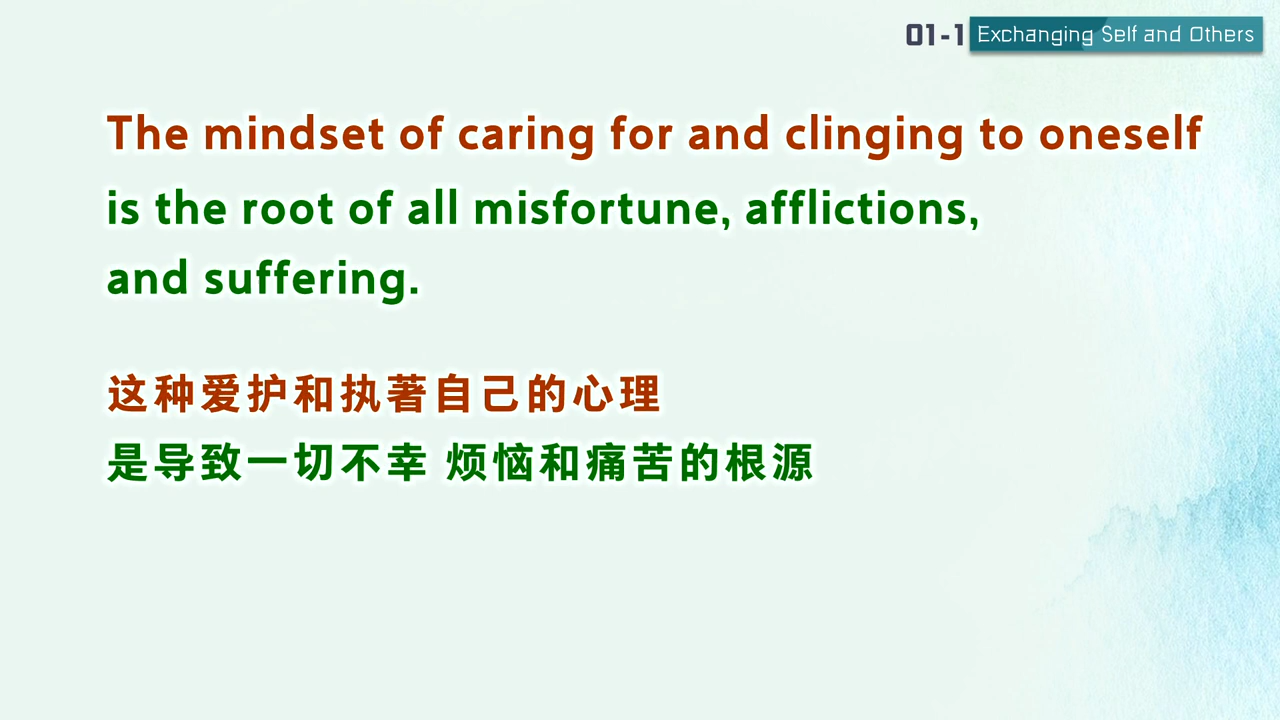 01-1 Exchanging Self and Others
The mindset of caring for and clinging to oneself
is the root of all misfortune, afflictions,
and suffering.
这种爱护和执著自己的心理
是导致一切不幸 烦恼和痛苦的根源